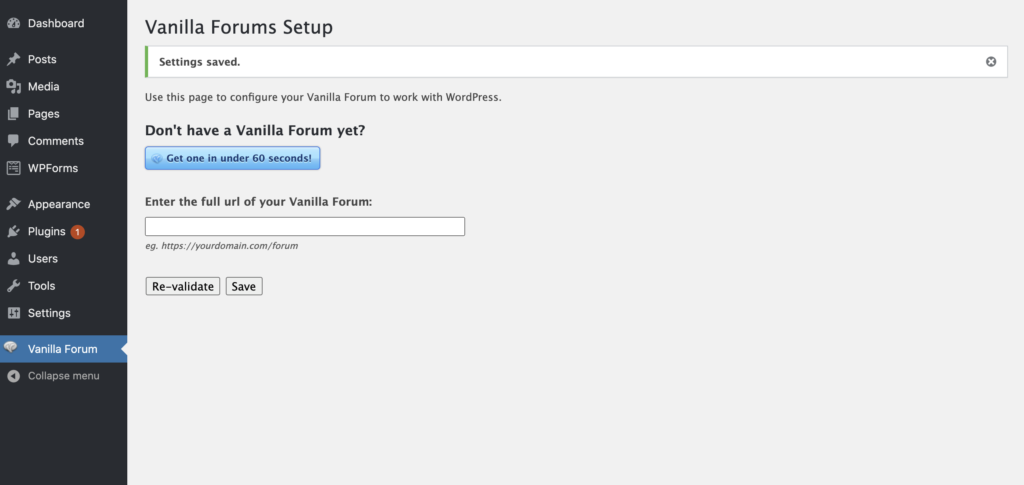 Dashboard
Posts
Media
Pages
Comments
WPForms
Appearance
Plugins 1
Users
Tools
Settings
Vanilla Forum
Collapse menu
Vanilla Forums Setup
Settings saved.
Use this page to configure your Vanilla Forum to work with WordPress.
Don't have a Vanilla Forum yet?
Get one in under 60 seconds!
Enter the full url of your Vanilla Forum:
eg. https://yourdomain.com/forum
Re-validate Save